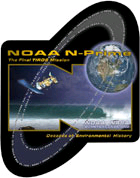 NOAA N-Prime
The Final TIROS Mission
Decades of Environmental History